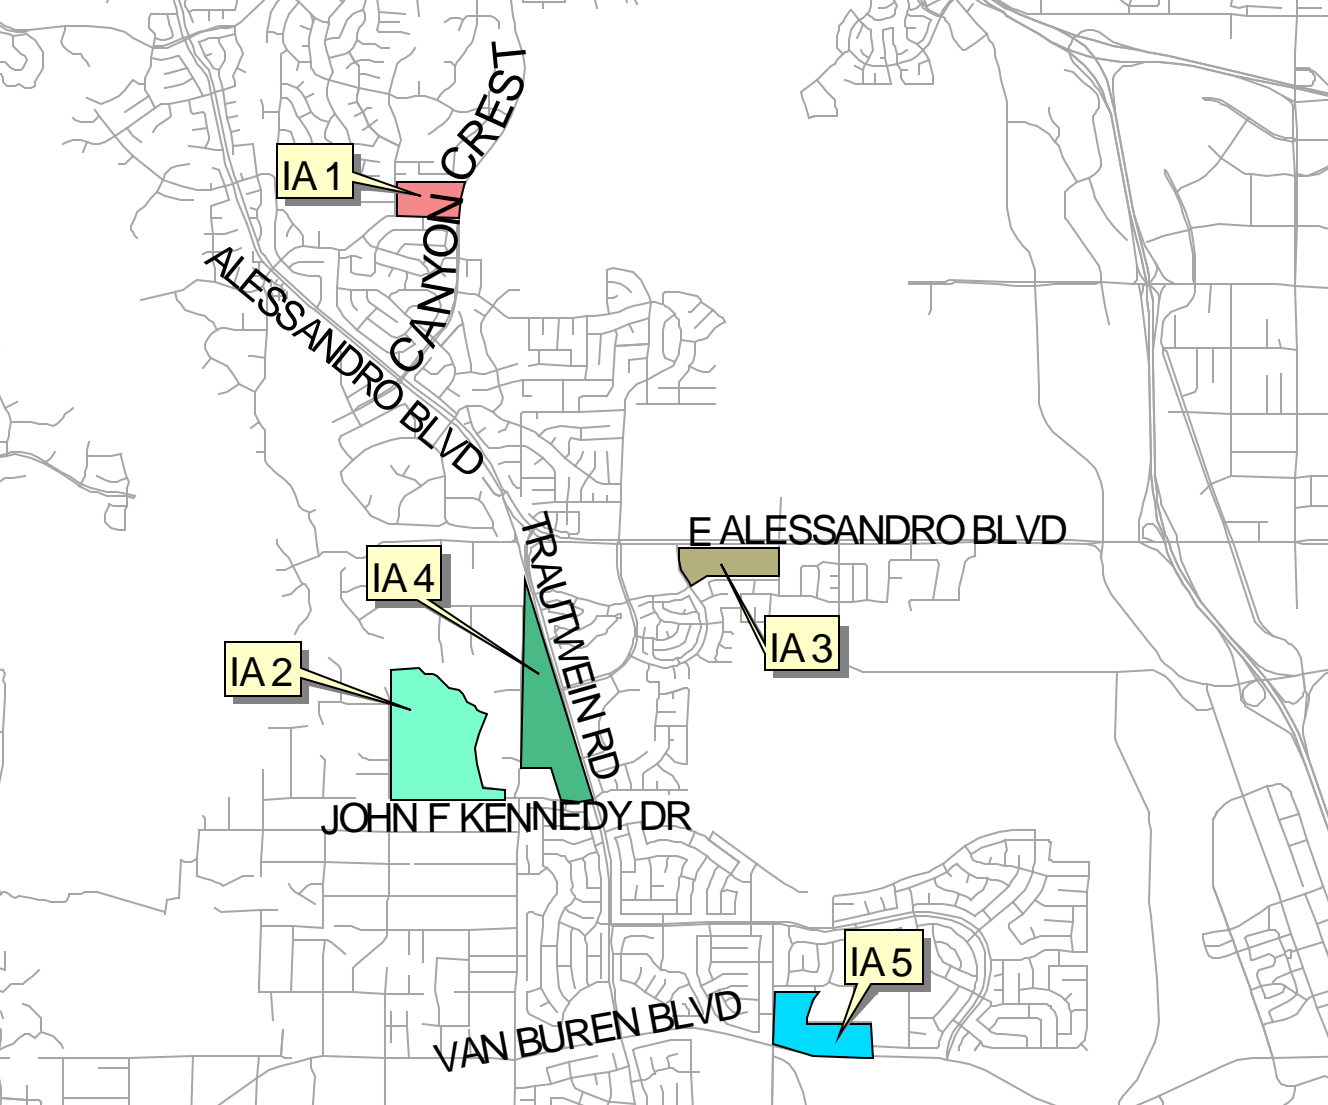 CANYON CREST
IA 1
ALESSANDRO BLVD
E ALESSANDRO BLVD
TRAUTWEIN RD
IA 4
IA 3
IA 2
JOHN F KENNEDY DR
IA 5
VAN BUREN BLVD